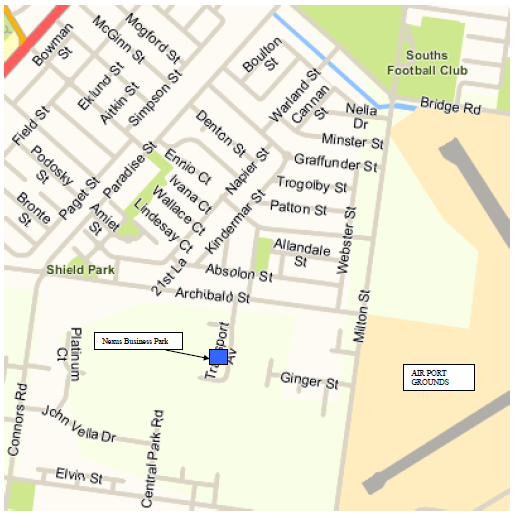 Mogford St
McGinn St
Bowman
St
Boulton
St
Souths
Football Club
Eklund St
Aitkin St
Simpson St
Warland St
Cannan
St
Bridge Rd
Nella
Dr
Field St
Denton St
Minster St
Graffunder St
Podosky
St
Paradise St
Ennio Ct
Ivana Ct
Napier St
Trogolby St
Paget St
Wallace Ct
Bronte
St
Amiet
St
Lindesay Ct
Kindermar St
Patton St
Webster St
Allandale
St
Shield Park
21st La
Absolon St
Archibald St
Milton St
Nexus Business Park
Platinum
Ct
Transport
Av
AIR PORT
GROUNDS
Ginger St
Connors Rd
John Vella Dr
Central Park Rd
Elvin St